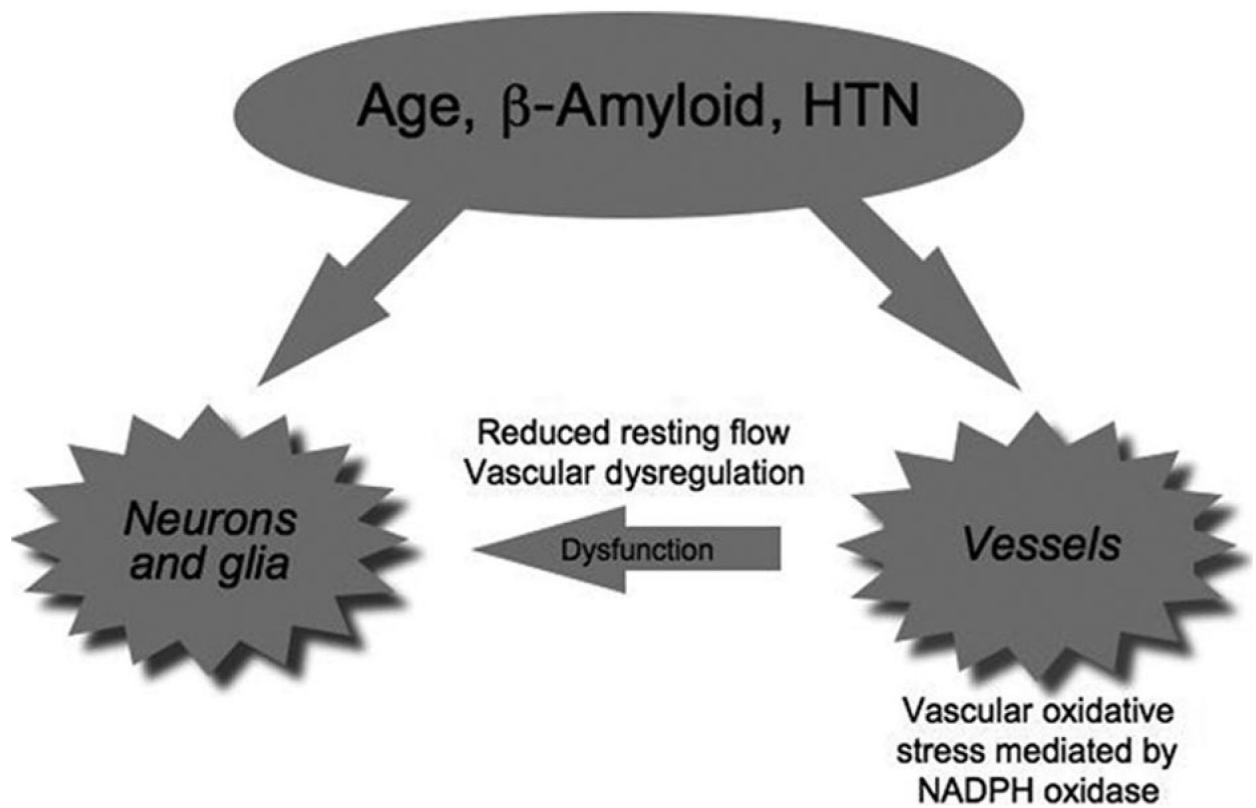 Age, β-Amyloid, HTN
Reduced resting flow
Vascular dysregulation
Neurons
and glia
Dysfunction
Vessels
Vascular oxidative
stress mediated by
NADPH oxidase